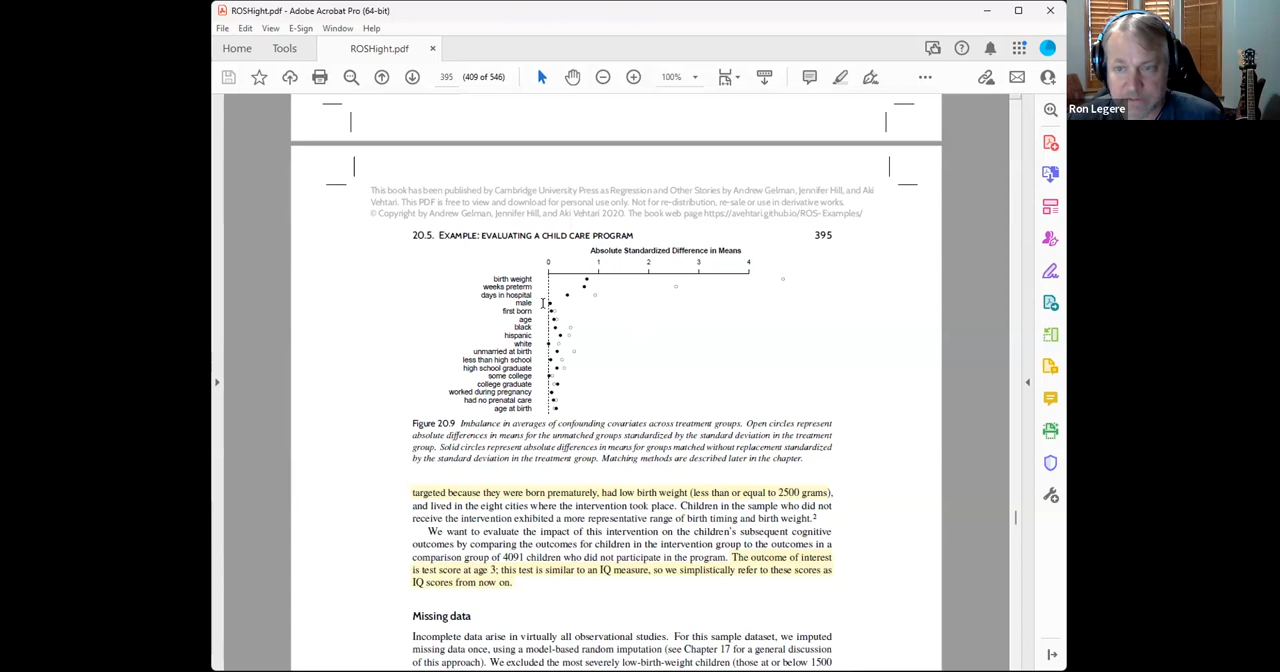 ROSHight.pdf - Adobe Acrobat Pro (64-bit)
File Edit View E-Sign Window Help
Home Tools ROSHight.pdf ×
395 (409 of 546) 100%
Ron Legere
This book has been published by Cambridge University Press as Regression and Other Stories by Andrew Gelman, Jennifer Hill, and Aki
Vehtari. This PDF is free to view and download for personal use only. Not for re-distribution, re-sale or use in derivative works.
© Copyright by Andrew Gelman, Jennifer Hill, and Aki Vehtari 2020. The book web page https://avehtari.github.io/ROS-Examples/
20.5. EXAMPLE: EVALUATING A CHILD CARE PROGRAM 395
Absolute Standardized Difference in Means
0 1 2 3 4
birth weight
weeks preterm
days in hospital
male
first born
age
black
hispanic
white
unmarried at birth
less than high school
high school graduate
some college
college graduate
worked during pregnancy
had no prenatal care
age at birth
Figure 20.9 Imbalance in averages of confounding covariates across treatment groups. Open circles represent
absolute differences in means for the unmatched groups standardized by the standard deviation in the treatment
group. Solid circles represent absolute differences in means for groups matched without replacement standardized
by the standard deviation in the treatment group. Matching methods are described later in the chapter.
targeted because they were born prematurely, had low birth weight (less than or equal to 2500 grams),
and lived in the eight cities where the intervention took place. Children in the sample who did not
receive the intervention exhibited a more representative range of birth timing and birth weight.²
We want to evaluate the impact of this intervention on the children's subsequent cognitive
outcomes by comparing the outcomes for children in the intervention group to the outcomes in a
comparison group of 4091 children who did not participate in the program. The outcome of interest
is test score at age 3; this test is similar to an IQ measure, so we simplistically refer to these scores as
IQ scores from now on.
Missing data
Incomplete data arise in virtually all observational studies. For this sample dataset, we imputed
missing data once, using a model-based random imputation (see Chapter 17 for a general discussion
of this approach). We excluded the most severely low-birth-weight children (those at or below 1500